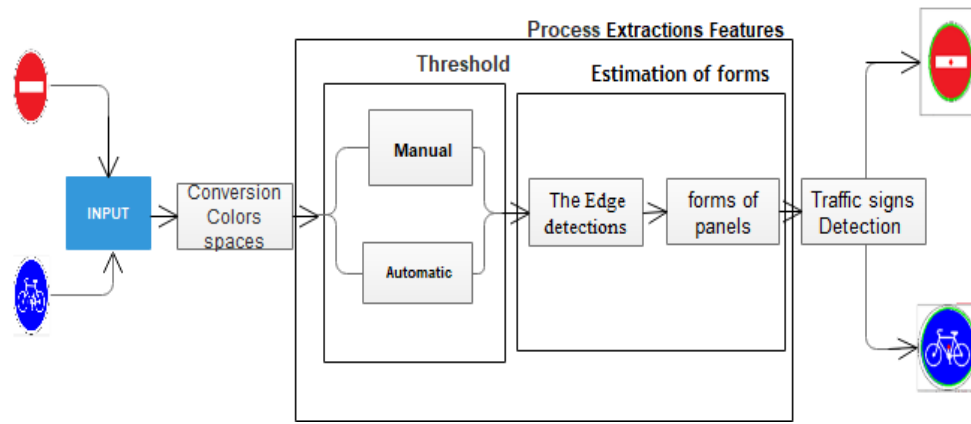 Process Extractions Features
Threshold
Estimation of forms
Manual
INPUT
Conversion
Colors
spaces
The Edge
detections
forms of
panels
Traffic signs
Detection
Automatic